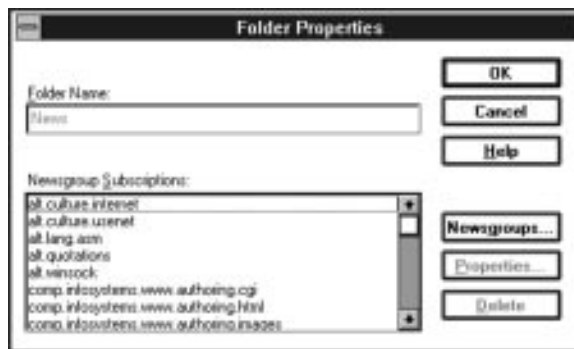 Folder Properties
OK
Folder Name:
News
Cancel
Help
Newsgroup Subscriptions:
alt.culture.internet
alt.culture.usenet
alt.lang.asm
alt.quotations
alt.winsock
comp.infosystems.www.authoring.cgi
comp.infosystems.www.authoring.html
comp.infosystems.www.authoring.images
Newsgroups...
Properties...
Delete